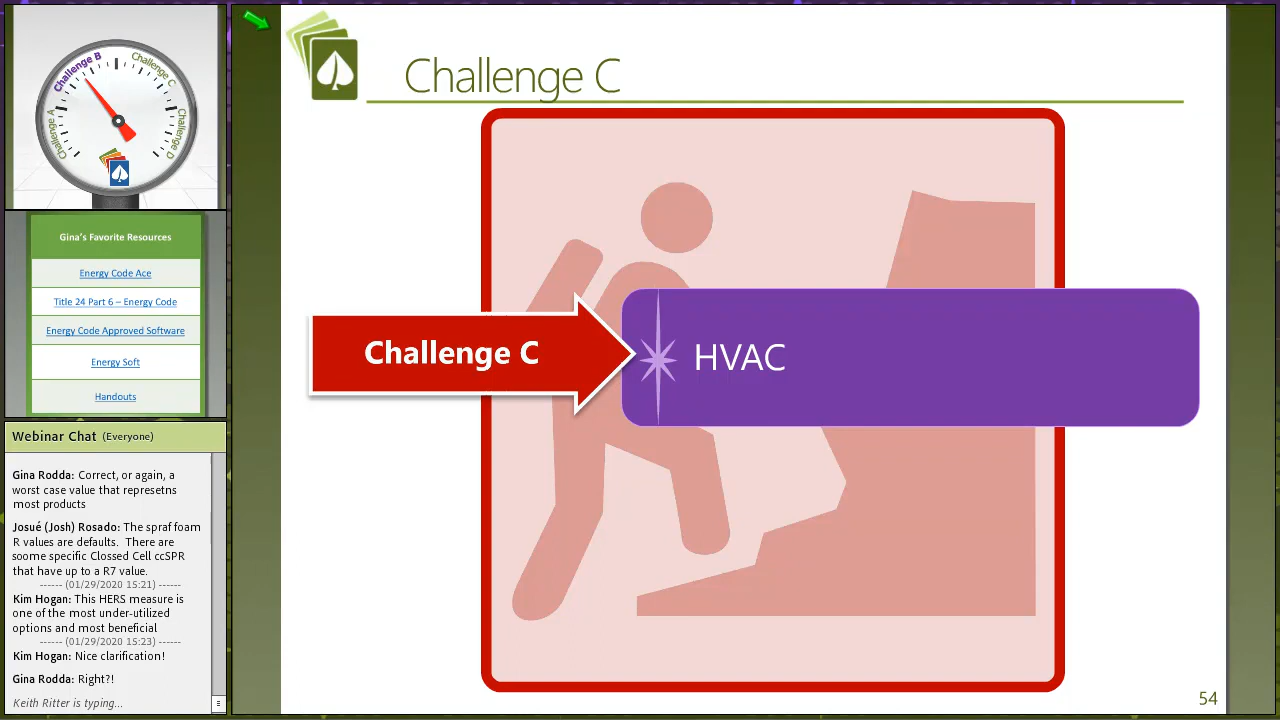 Challenge A
Challenge B
Challenge C
Challenge D
Gina's Favorite Resources
Energy Code Ace
Title 24 Part 6 – Energy Code
Energy Code Approved Software
Energy Soft
Handouts
Webinar Chat (Everyone)
Gina Rodda: Correct, or again, a
worst case value that represetns
most products
Josué (Josh) Rosado: The spraf foam
R values are defaults. There are
soome specific Clossed Cell ccSPR
that have up to a R7 value.
------ (01/29/2020 15:21) ------
Kim Hogan: This HERS measure is
one of the most under-utilized
options and most beneficial
------ (01/29/2020 15:23) ------
Kim Hogan: Nice clarification!
Gina Rodda: Right?!
Keith Ritter is typing...
Challenge C
Challenge C
HVAC
54